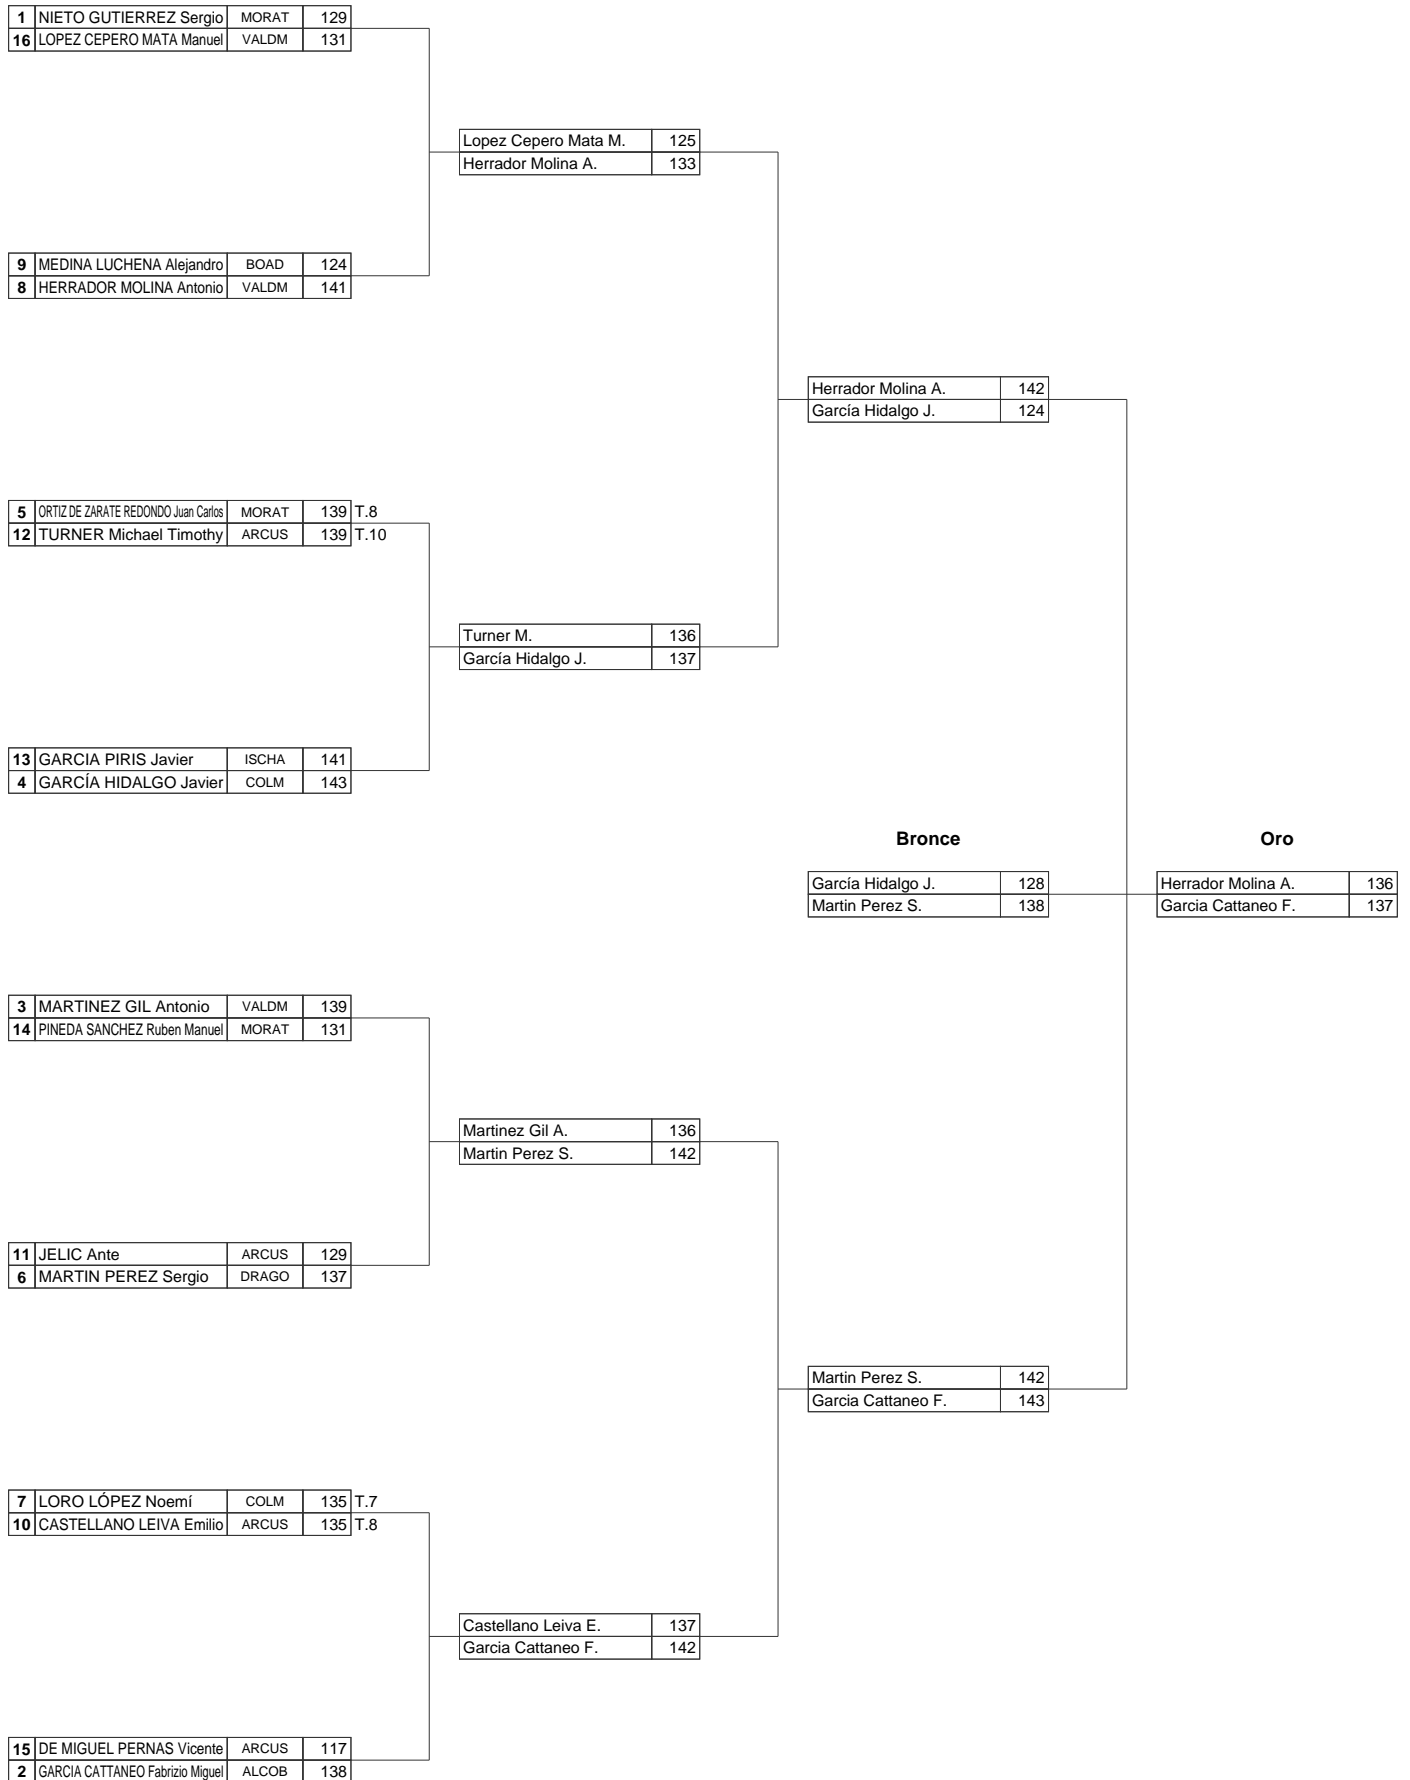 1 NIETO GUTIERREZ Sergio MORAT 129
16 LOPEZ CEPERO MATA Manuel VALDM 131
Lopez Cepero Mata M. 125
Herrador Molina A. 133
9 MEDINA LUCHENA Alejandro BOAD 124
8 HERRADOR MOLINA Antonio VALDM 141
Herrador Molina A. 142
García Hidalgo J. 124
5 ORTIZ DE ZARATE REDONDO Juan Carlos MORAT 139 T.8
12 TURNER Michael Timothy ARCUS 139 T.10
Turner M. 136
García Hidalgo J. 137
13 GARCIA PIRIS Javier ISCHA 141
4 GARCÍA HIDALGO Javier COLM 143
Bronce Oro
García Hidalgo J. 128 Herrador Molina A. 136
Martin Perez S. 138 Garcia Cattaneo F. 137
3 MARTINEZ GIL Antonio VALDM 139
14 PINEDA SANCHEZ Ruben Manuel MORAT 131
Martinez Gil A. 136
Martin Perez S. 142
11 JELIC Ante ARCUS 129
6 MARTIN PEREZ Sergio DRAGO 137
Martin Perez S. 142
Garcia Cattaneo F. 143
7 LORO LÓPEZ Noemí COLM 135 T.7
10 CASTELLANO LEIVA Emilio ARCUS 135 T.8
Castellano Leiva E. 137
Garcia Cattaneo F. 142
15 DE MIGUEL PERNAS Vicente ARCUS 117
2 GARCIA CATTANEO Fabrizio Miguel ALCOB 138